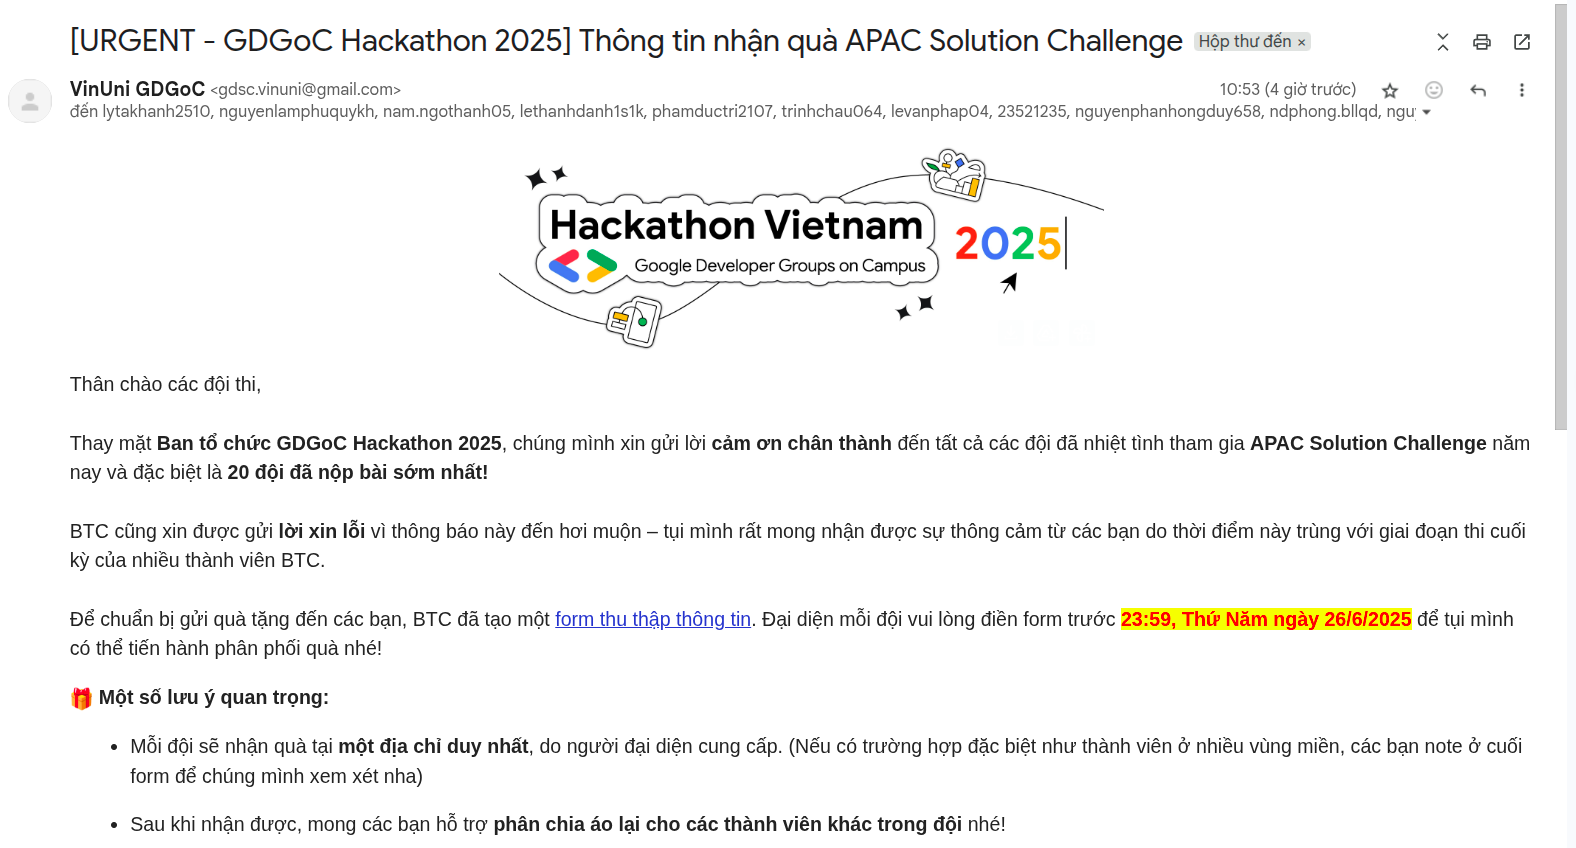 [URGENT - GDGoC Hackathon 2025] Thông tin nhận quà APAC Solution Challenge Hộp thư đến ×
VinUni GDGoC <gdsc.vinuni@gmail.com> 10:53 (4 giờ trước)
đến lytakhanh2510, nguyenlamphuquykh, nam.ngothanh05, lethanhdanh1s1k, phamductri2107, trinhchau064, levanphap04, 23521235, nguyenphanhongduy658, ndphong.bllqd, nguy
Hackathon Vietnam
2025
Google Developer Groups on Campus
Thân chào các đội thi,
Thay mặt Ban tổ chức GDGoC Hackathon 2025, chúng mình xin gửi lời cảm ơn chân thành đến tất cả các đội đã nhiệt tình tham gia APAC Solution Challenge năm
nay và đặc biệt là 20 đội đã nộp bài sớm nhất!
BTC cũng xin được gửi lời xin lỗi vì thông báo này đến hơi muộn – tụi mình rất mong nhận được sự thông cảm từ các bạn do thời điểm này trùng với giai đoạn thi cuối
kỳ của nhiều thành viên BTC.
Để chuẩn bị gửi quà tặng đến các bạn, BTC đã tạo một form thu thập thông tin. Đại diện mỗi đội vui lòng điền form trước 23:59, Thứ Năm ngày 26/6/2025 để tụi mình
có thể tiến hành phân phối quà nhé!
🎁 Một số lưu ý quan trọng:
• Mỗi đội sẽ nhận quà tại một địa chỉ duy nhất, do người đại diện cung cấp. (Nếu có trường hợp đặc biệt như thành viên ở nhiều vùng miền, các bạn note ở cuối
form để chúng mình xem xét nha)
• Sau khi nhận được, mong các bạn hỗ trợ phân chia áo lại cho các thành viên khác trong đội nhé!